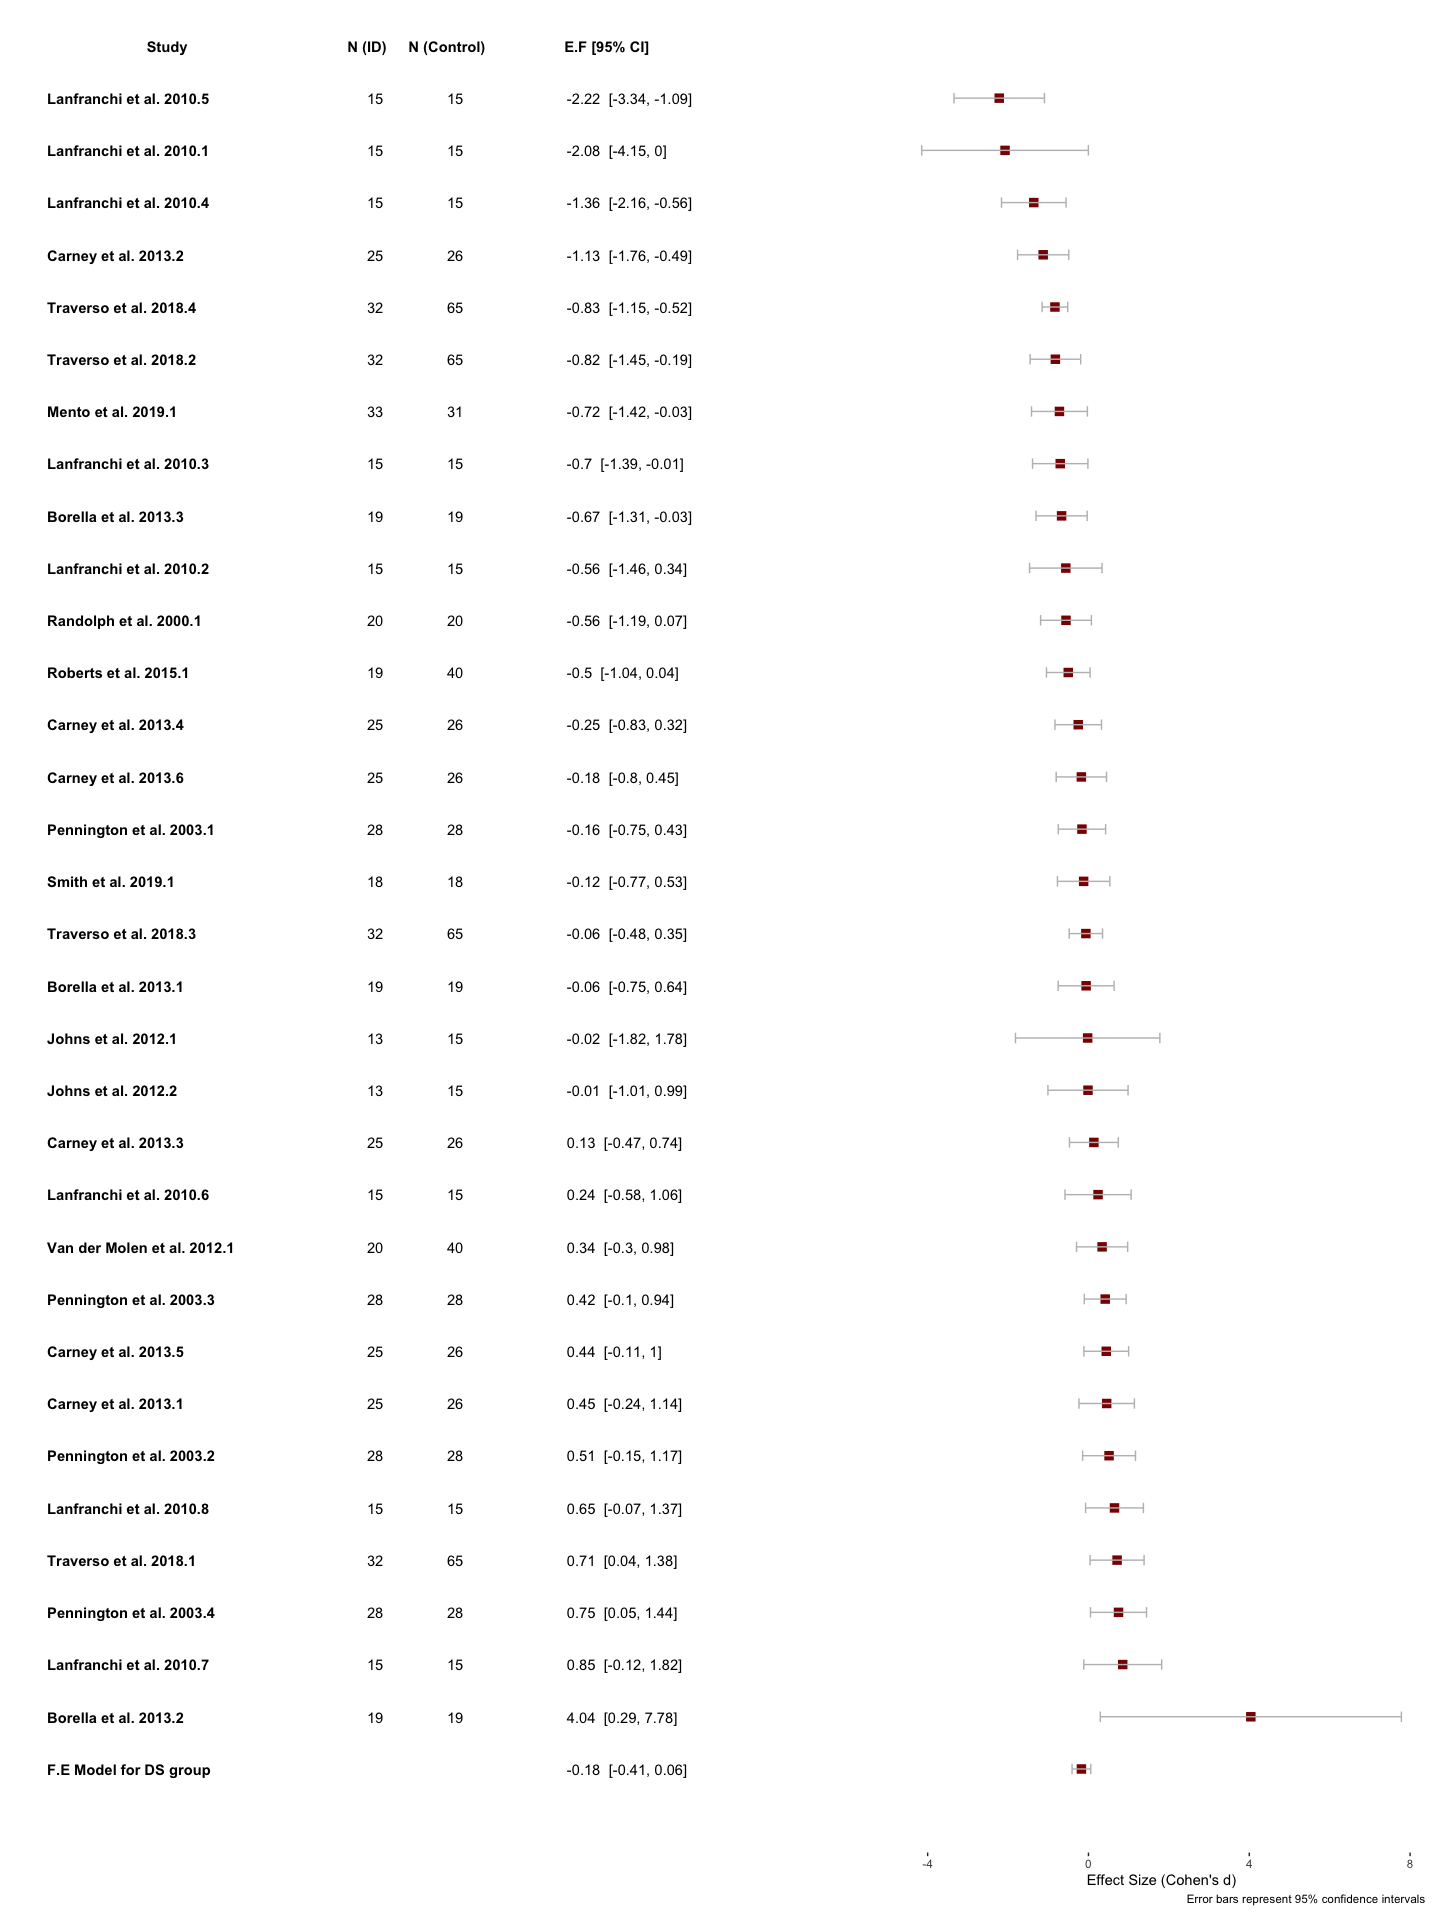 Study N (ID) N (Control) E.F [95% CI]
Lanfranchi et al. 2010.5 15 15 -2.22 [-3.34, -1.09]
Lanfranchi et al. 2010.1 15 15 -2.08 [-4.15, 0]
Lanfranchi et al. 2010.4 15 15 -1.36 [-2.16, -0.56]
Carney et al. 2013.2 25 26 -1.13 [-1.76, -0.49]
Traverso et al. 2018.4 32 65 -0.83 [-1.15, -0.52]
Traverso et al. 2018.2 32 65 -0.82 [-1.45, -0.19]
Mento et al. 2019.1 33 31 -0.72 [-1.42, -0.03]
Lanfranchi et al. 2010.3 15 15 -0.7 [-1.39, -0.01]
Borella et al. 2013.3 19 19 -0.67 [-1.31, -0.03]
Lanfranchi et al. 2010.2 15 15 -0.56 [-1.46, 0.34]
Randolph et al. 2000.1 20 20 -0.56 [-1.19, 0.07]
Roberts et al. 2015.1 19 40 -0.5 [-1.04, 0.04]
Carney et al. 2013.4 25 26 -0.25 [-0.83, 0.32]
Carney et al. 2013.6 25 26 -0.18 [-0.8, 0.45]
Pennington et al. 2003.1 28 28 -0.16 [-0.75, 0.43]
Smith et al. 2019.1 18 18 -0.12 [-0.77, 0.53]
Traverso et al. 2018.3 32 65 -0.06 [-0.48, 0.35]
Borella et al. 2013.1 19 19 -0.06 [-0.75, 0.64]
Johns et al. 2012.1 13 15 -0.02 [-1.82, 1.78]
Johns et al. 2012.2 13 15 -0.01 [-1.01, 0.99]
Carney et al. 2013.3 25 26 0.13 [-0.47, 0.74]
Lanfranchi et al. 2010.6 15 15 0.24 [-0.58, 1.06]
Van der Molen et al. 2012.1 20 40 0.34 [-0.3, 0.98]
Pennington et al. 2003.3 28 28 0.42 [-0.1, 0.94]
Carney et al. 2013.5 25 26 0.44 [-0.11, 1]
Carney et al. 2013.1 25 26 0.45 [-0.24, 1.14]
Pennington et al. 2003.2 28 28 0.51 [-0.15, 1.17]
Lanfranchi et al. 2010.8 15 15 0.65 [-0.07, 1.37]
Traverso et al. 2018.1 32 65 0.71 [0.04, 1.38]
Pennington et al. 2003.4 28 28 0.75 [0.05, 1.44]
Lanfranchi et al. 2010.7 15 15 0.85 [-0.12, 1.82]
Borella et al. 2013.2 19 19 4.04 [0.29, 7.78]
F.E Model for DS group -0.18 [-0.41, 0.06]
-4 0 4 8
Effect Size (Cohen's d)
Error bars represent 95% confidence intervals